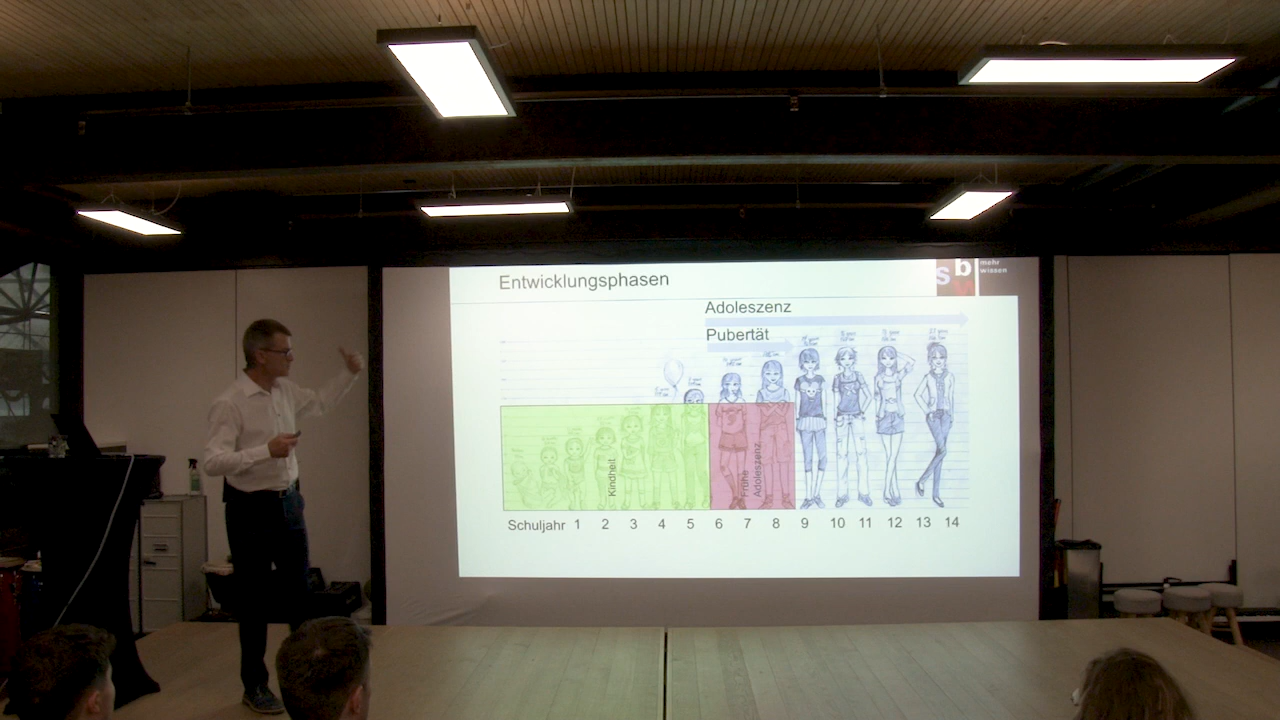 Entwicklungsphasen
sb
mehr
wissen
Adoleszenz
Pubertät
Kindheit
Frühe
Adoleszenz
Schuljahr 1 2 3 4 5 6 7 8 9 10 11 12 13 14